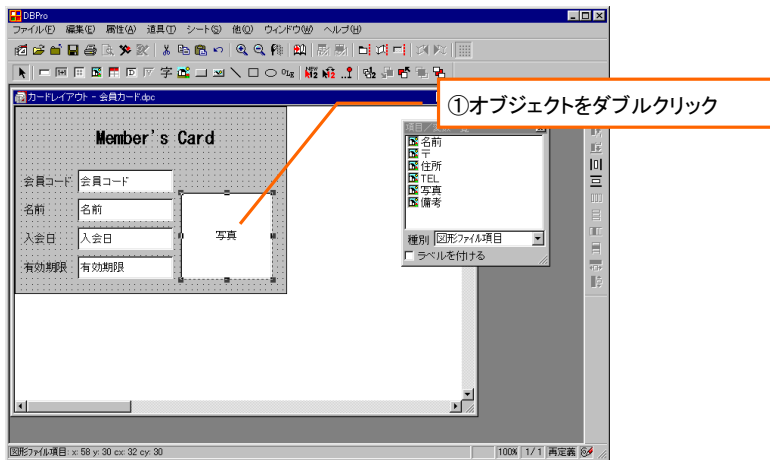 DBPro
ファイル(F) 編集(E) 属性(A) 道具(T) シート(S) 他(O) ウィンドウ(W) ヘルプ(H)
字
カードレイアウト - 会員カード.dpc
①オブジェクトをダブルクリック
Member's Card
会員コード 会員コード
名前 名前
入会日 入会日
有効期限 有効期限
写真
名前
〒
住所
TEL
写真
備考
種別 図形ファイル項目
ラベルを付ける
図形ファイル項目: x: 58 y: 30 cx: 32 cy: 30
100% 1/1 再定義